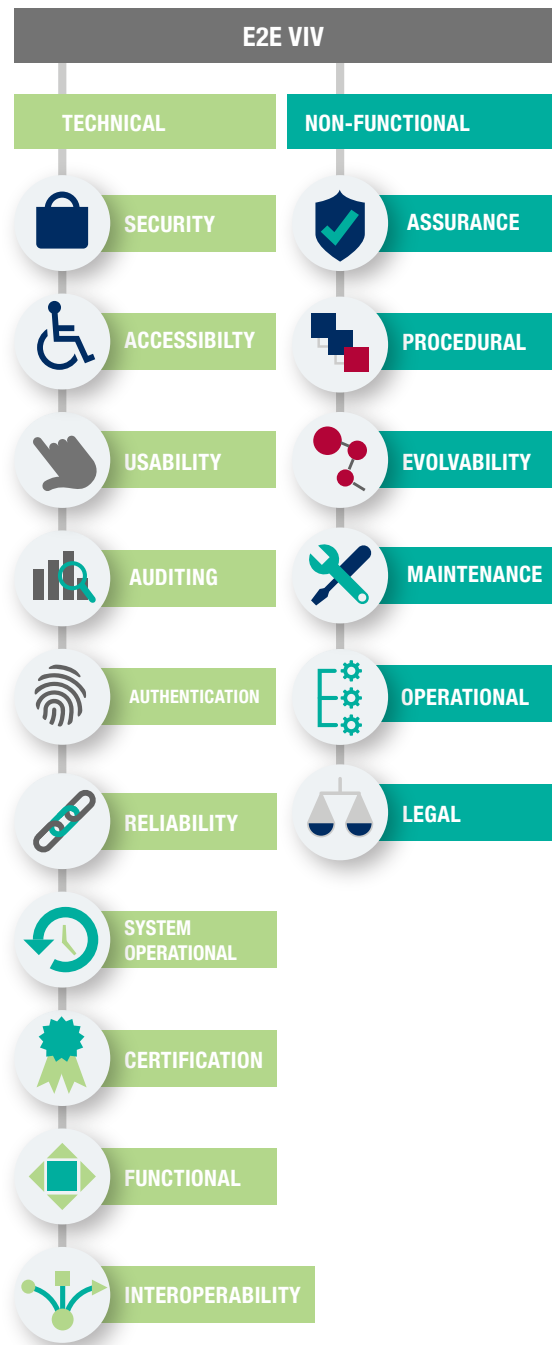 E2E VIV
TECHNICAL
SECURITY
ACCESSIBILTY
USABILITY
AUDITING
AUTHENTICATION
RELIABILITY
SYSTEM
OPERATIONAL
CERTIFICATION
FUNCTIONAL
INTEROPERABILITY
NON-FUNCTIONAL
ASSURANCE
PROCEDURAL
EVOLVABILITY
MAINTENANCE
OPERATIONAL
LEGAL